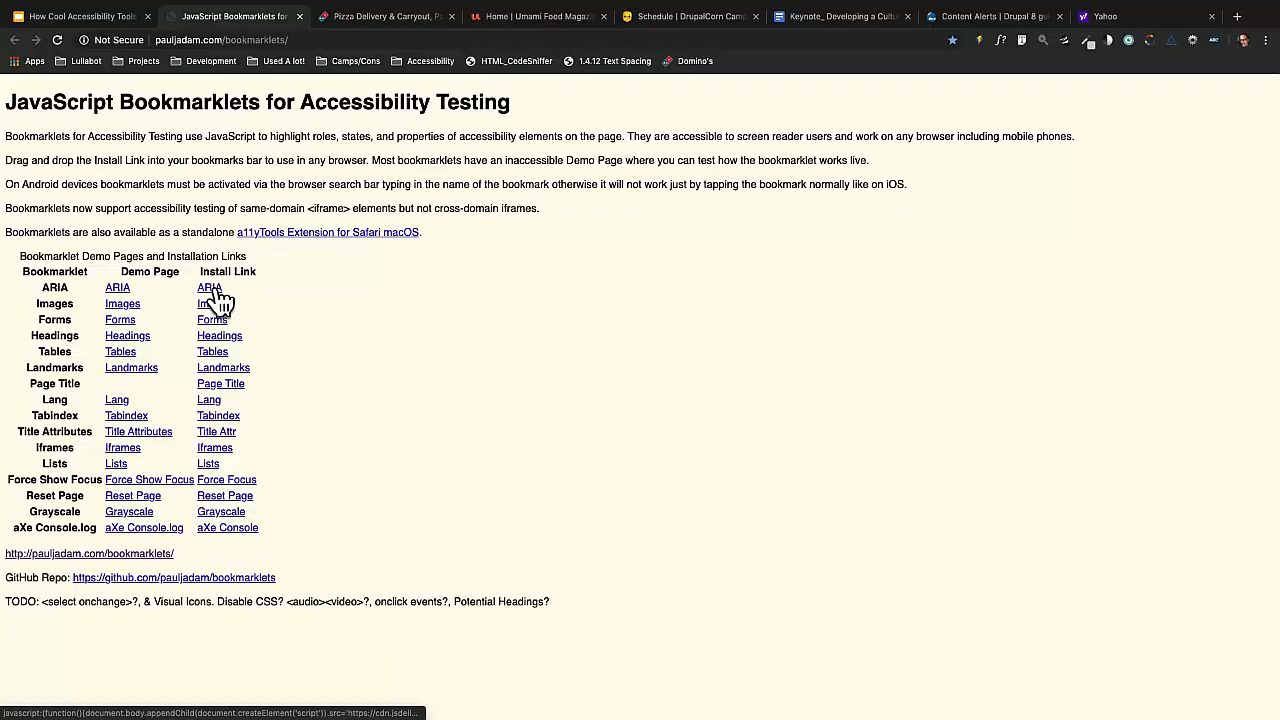 How Cool Accessibility Tools
JavaScript Bookmarklets for
Pizza Delivery & Carryout, P
Home | Umami Food Magazi
Schedule | DrupalCorn Cam
Keynote_ Developing a Cultu
Content Alerts | Drupal 8 gu
Yahoo
Not Secure | pauljadam.com/bookmarklets/
Apps
Lullabot
Projects
Development
Used A lot!
Camps/Cons
Accessibility
HTML_CodeSniffer
1.4.12 Text Spacing
Domino's
JavaScript Bookmarklets for Accessibility Testing
Bookmarklets for Accessibility Testing use JavaScript to highlight roles, states, and properties of accessibility elements on the page. They are accessible to screen reader users and work on any browser including mobile phones.
Drag and drop the Install Link into your bookmarks bar to use in any browser. Most bookmarklets have an inaccessible Demo Page where you can test how the bookmarklet works live.
On Android devices bookmarklets must be activated via the browser search bar typing in the name of the bookmark otherwise it will not work just by tapping the bookmark normally like on iOS.
Bookmarklets now support accessibility testing of same-domain <iframe> elements but not cross-domain iframes.
Bookmarklets are also available as a standalone a11yTools Extension for Safari macOS.
Bookmarklet Demo Pages and Installation Links
Bookmarklet Demo Page Install Link
ARIA ARIA ARIA
Images Images
Forms Forms Forms
Headings Headings Headings
Tables Tables Tables
Landmarks Landmarks Landmarks
Page Title Page Title
Lang Lang Lang
Tabindex Tabindex Tabindex
Title Attributes Title Attributes Title Attr
Iframes Iframes Iframes
Lists Lists Lists
Force Show Focus Force Show Focus Force Focus
Reset Page Reset Page Reset Page
Grayscale Grayscale Grayscale
aXe Console.log aXe Console.log aXe Console
http://pauljadam.com/bookmarklets/
GitHub Repo: https://github.com/pauljadam/bookmarklets
TODO: <select onchange>?, & Visual Icons. Disable CSS? <audio><video>?, onclick events?, Potential Headings?
javascript:(function(){document.body.appendChild(document.createElement('script')).src='https://cdn.jsdeli...